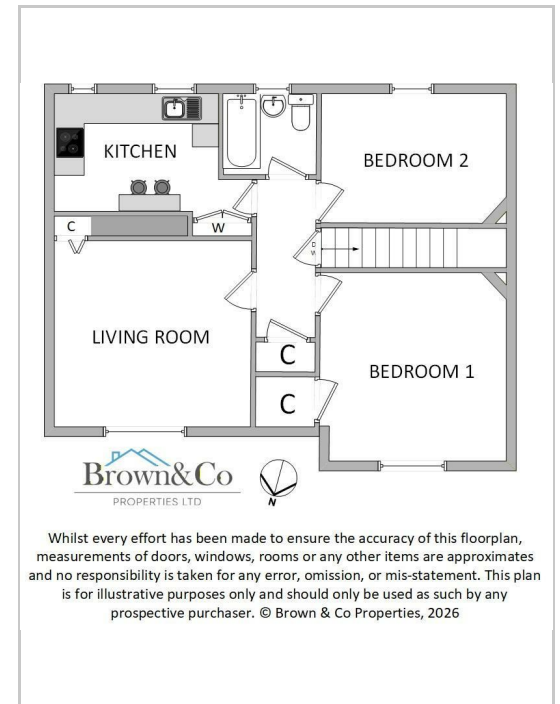 KITCHEN
BEDROOM 2
C
W
DW
LIVING ROOM
C
BEDROOM 1
C
Brown&Co
PROPERTIES LTD
N
Whilst every effort has been made to ensure the accuracy of this floorplan,
measurements of doors, windows, rooms or any other items are approximates
and no responsibility is taken for any error, omission, or mis-statement. This plan
is for illustrative purposes only and should only be used as such by any
prospective purchaser. © Brown & Co Properties, 2026